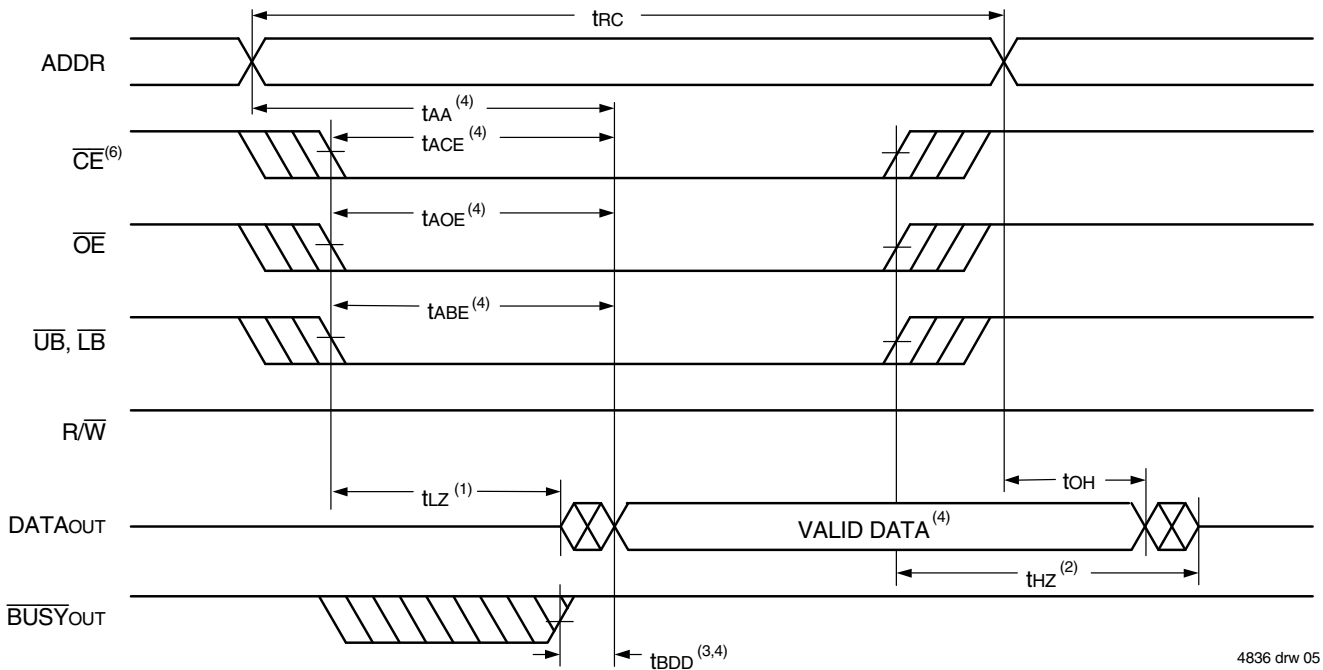 tRC
ADDR
tAA (4)
CE(6)
tACE (4)
OE
tAOE (4)
UB, LB
tABE (4)
R/W
tLZ (1)
tOH
DATAOUT
VALID DATA(4)
tHZ (2)
BUSYOUT
tBDD (3,4)
4836 drw 05